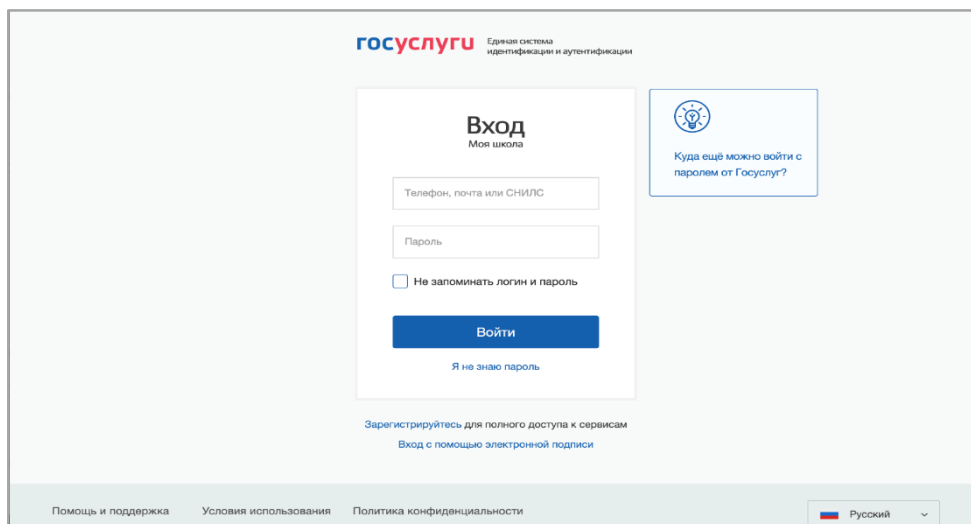 госуслуги
Единая система
идентификации и аутентификации
Вход
Моя школа
Телефон, почта или СНИЛС
Пароль
Не запоминать логин и пароль
Войти
Я не знаю пароль
Куда ещё можно войти с
паролем от Госуслуг?
Зарегистрируйтесь для полного доступа к сервисам
Вход с помощью электронной подписи
Помощь и поддержка Условия использования Политика конфиденциальности Русский